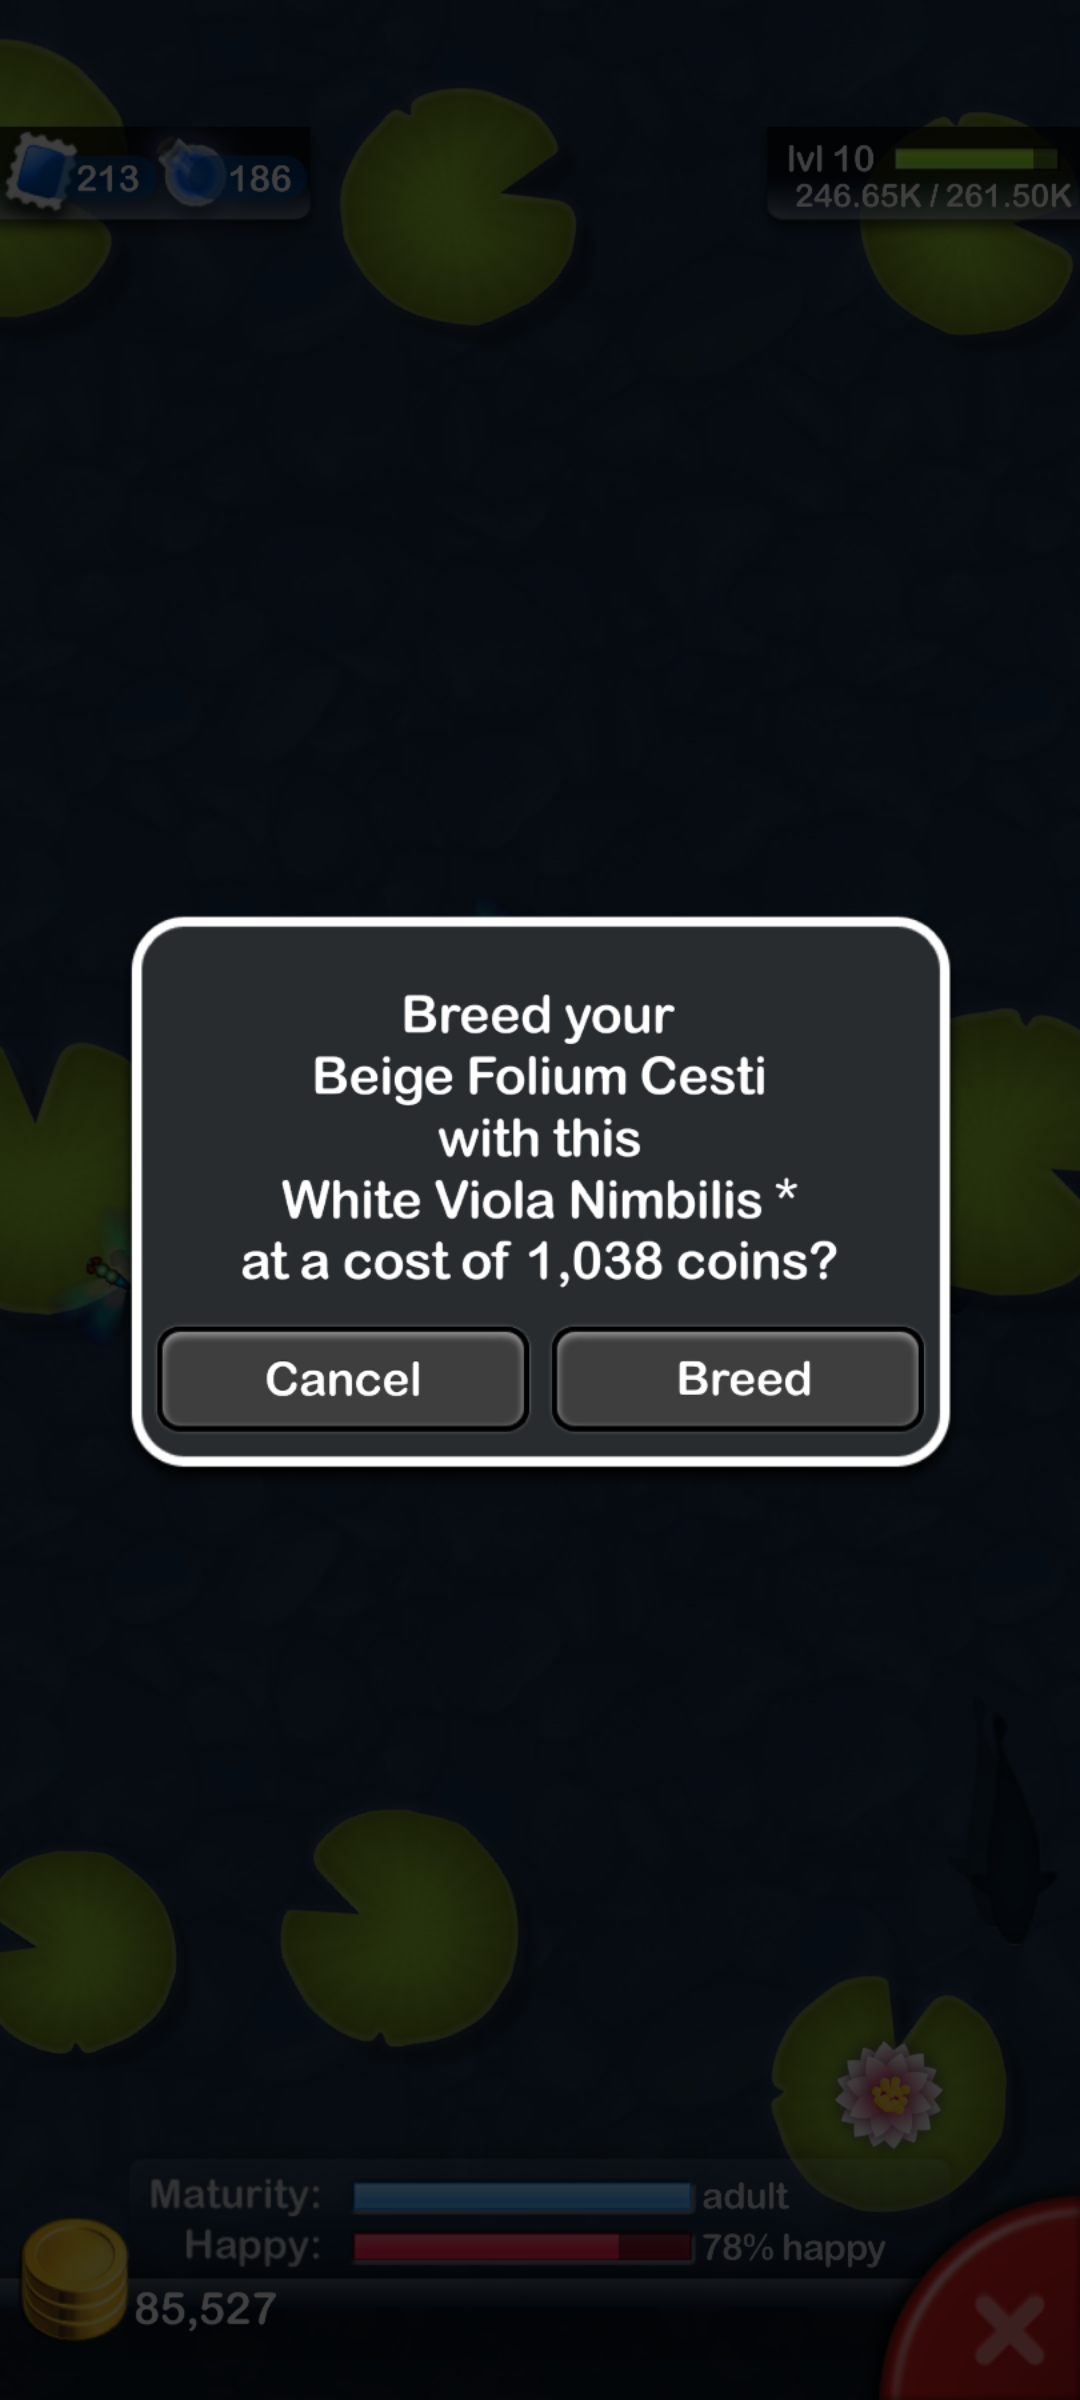 213 186
lvl 10
246.65K / 261.50K
Breed your
Beige Folium Cesti
with this
White Viola Nimbilis *
at a cost of 1,038 coins?
Cancel Breed
Maturity: adult
Happy: 78% happy
85,527